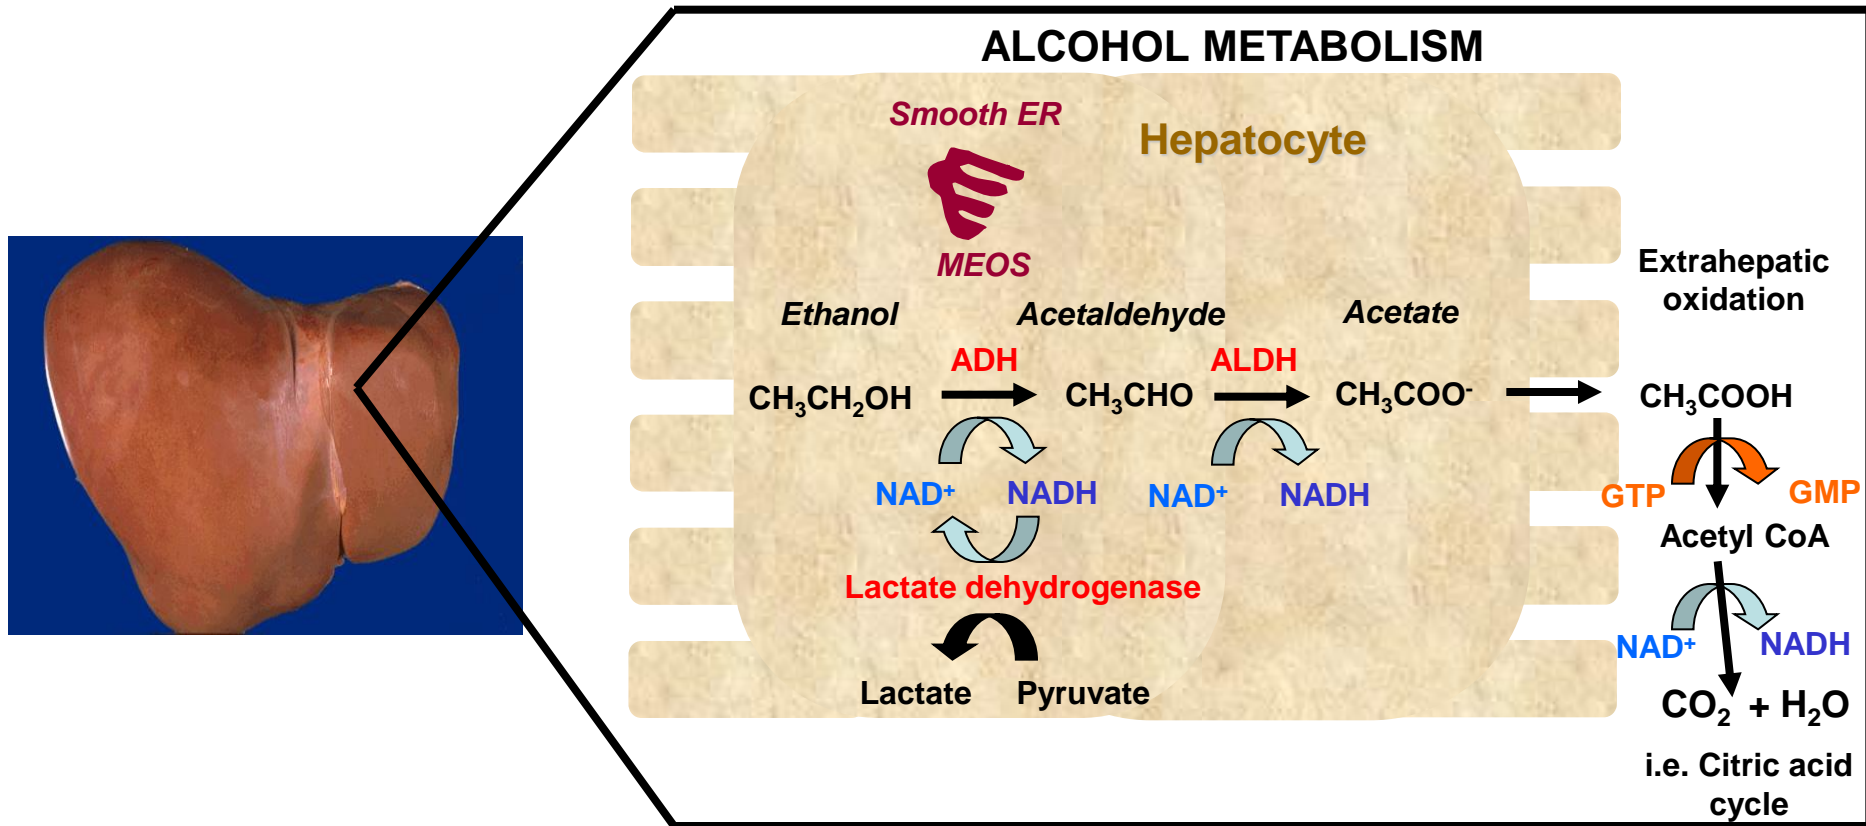 ALCOHOL METABOLISM
Smooth ER
Hepatocyte
MEOS
Extrahepatic
oxidation
Ethanol
Acetaldehyde
Acetate
ADH
ALDH
CH₃CH₂OH
CH₃CHO
CH₃COO⁻
CH₃COOH
NAD⁺
NADH
NAD⁺
NADH
GTP
GMP
Acetyl CoA
Lactate dehydrogenase
NAD⁺
NADH
Lactate
Pyruvate
CO₂ + H₂O
i.e. Citric acid
cycle